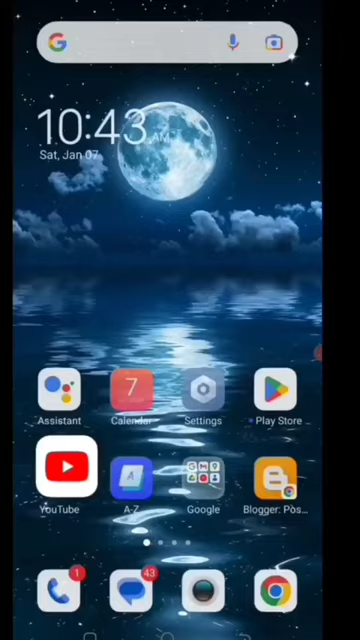 10:43 AM
Sat, Jan 07
7
Assistant
Calendar
Settings
Play Store
A
YouTube
A-Z
Google
Blogger: Pos...
1
43